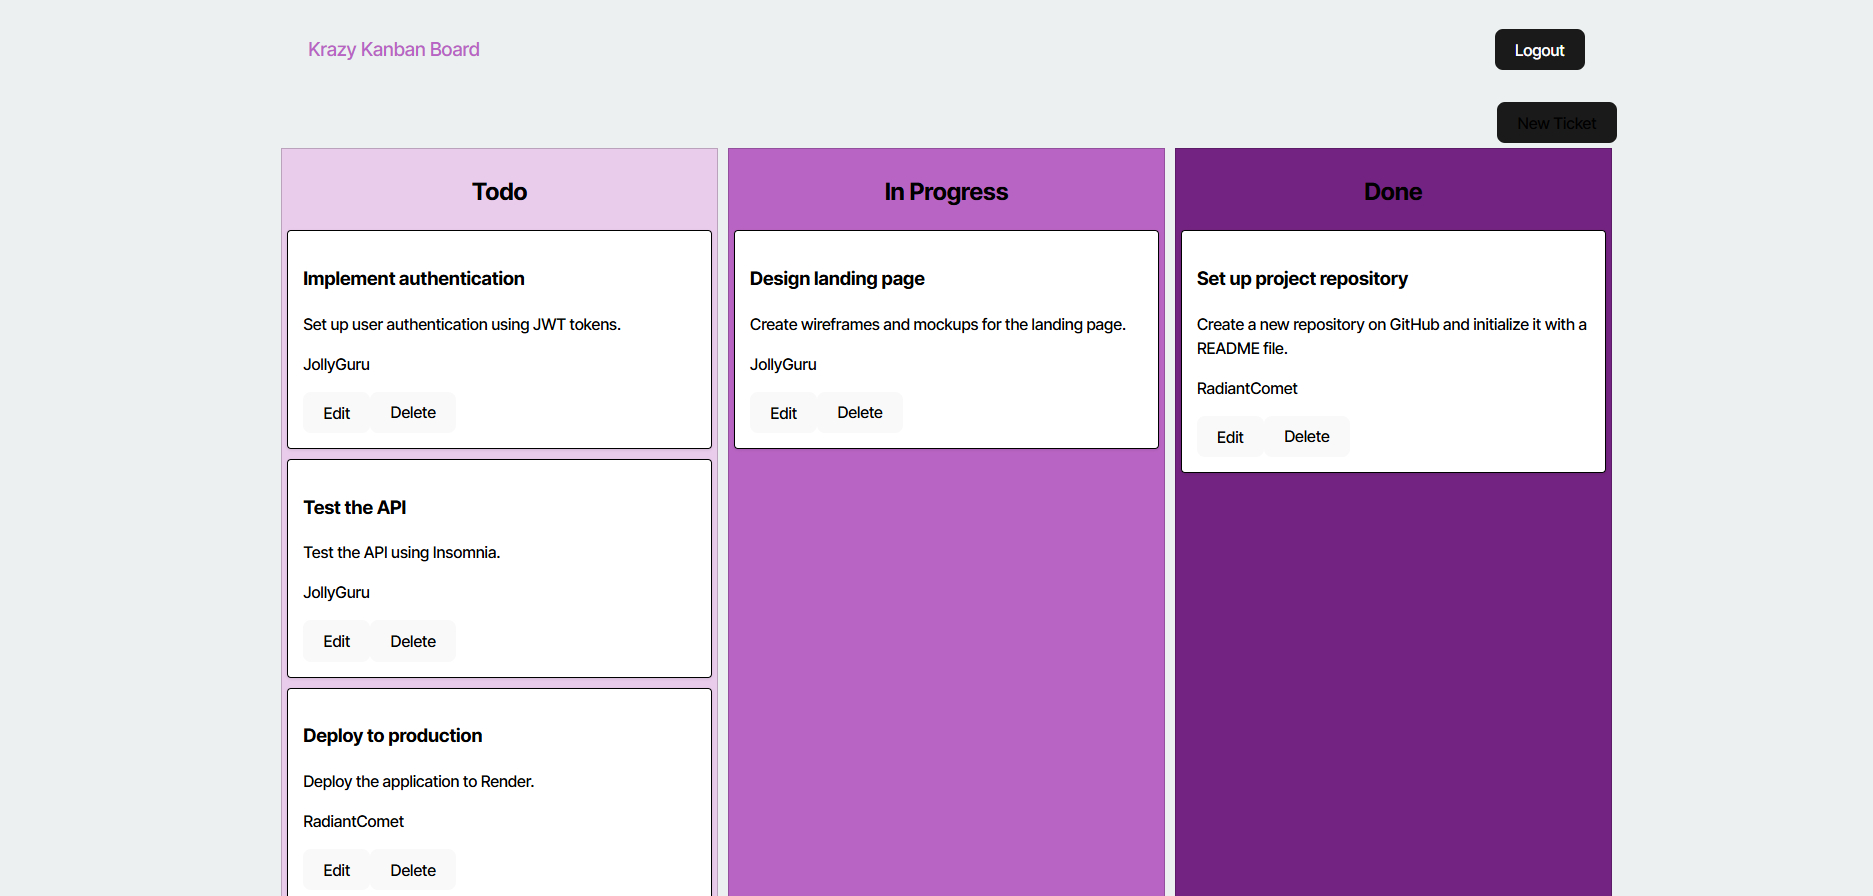 Krazy Kanban Board
Logout
New Ticket
Todo
Implement authentication
Set up user authentication using JWT tokens.
JollyGuru
Edit
Delete
Test the API
Test the API using Insomnia.
JollyGuru
Edit
Delete
Deploy to production
Deploy the application to Render.
RadiantComet
Edit
Delete
In Progress
Design landing page
Create wireframes and mockups for the landing page.
JollyGuru
Edit
Delete
Done
Set up project repository
Create a new repository on GitHub and initialize it with a
README file.
RadiantComet
Edit
Delete